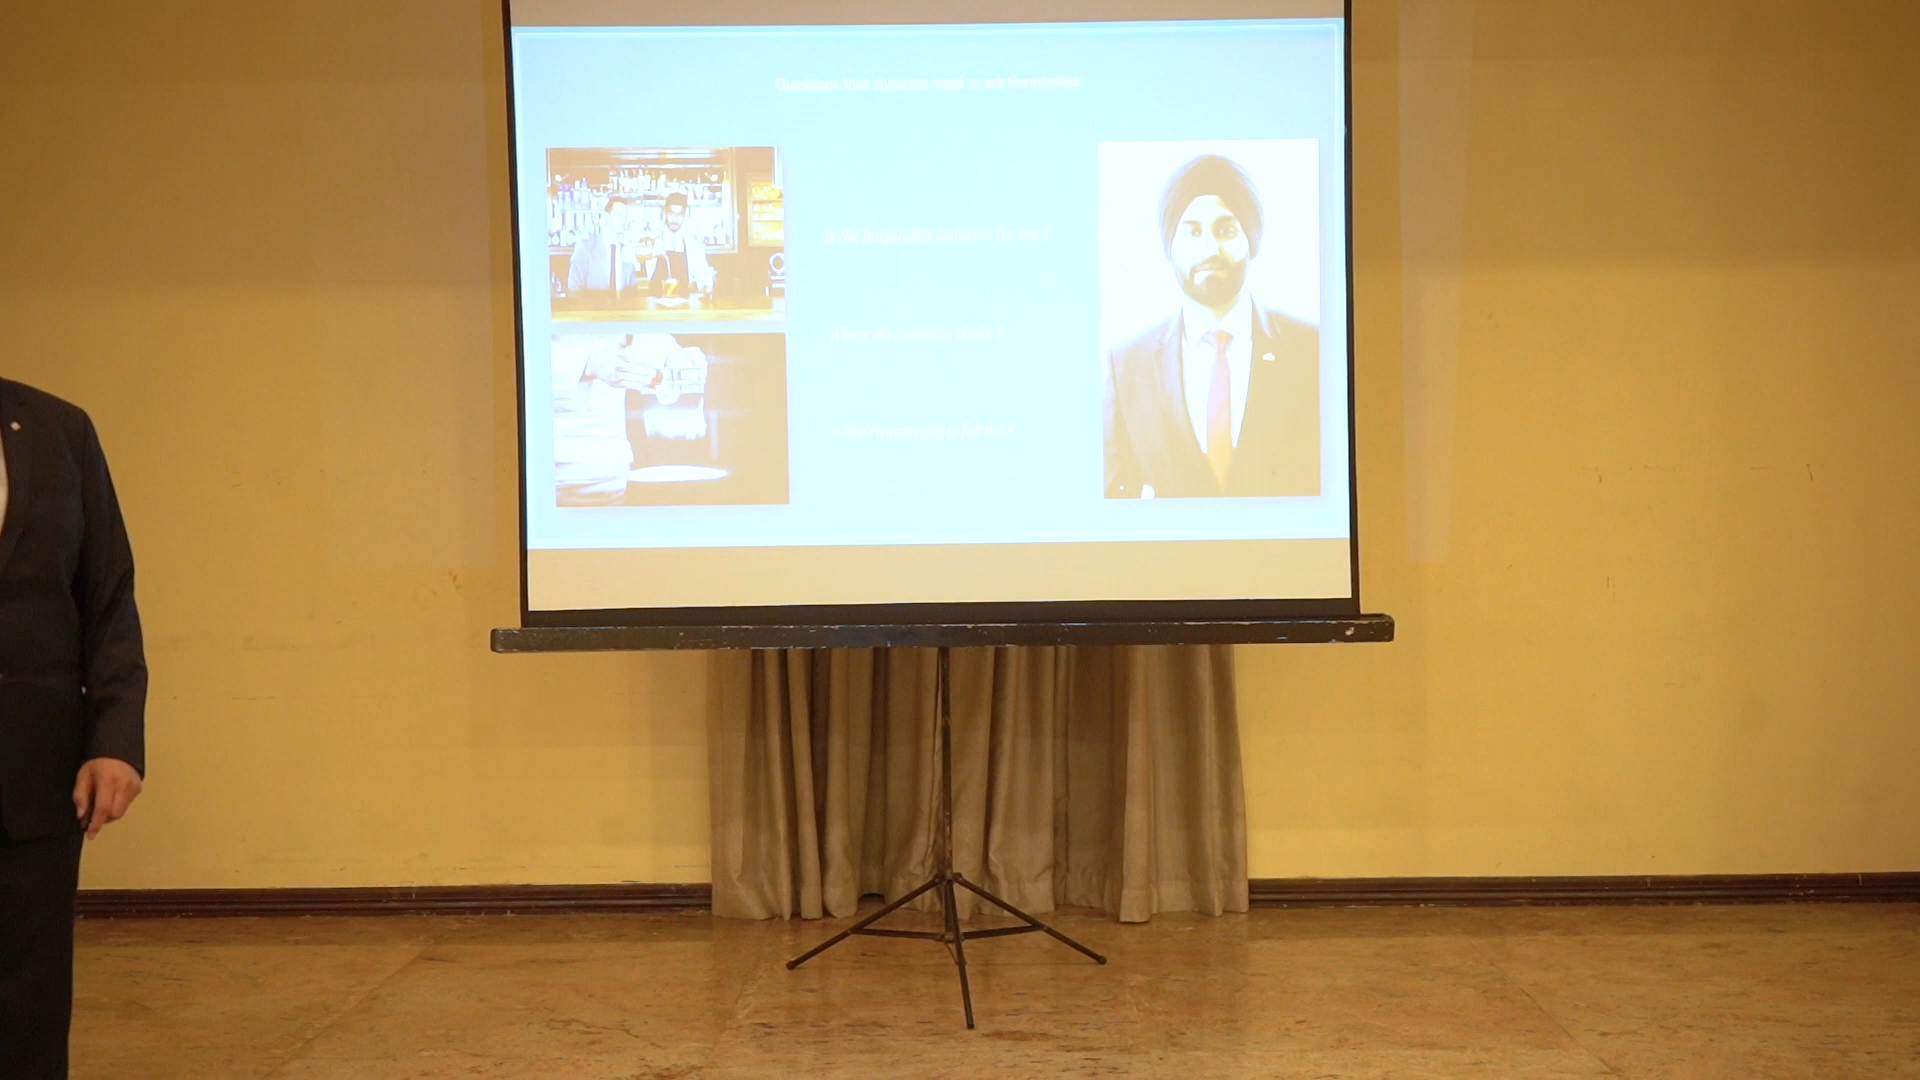 Questions that students need to ask themselves
Is the hospitality industry for me ?
Where do I want to study ?
Which university is for me?